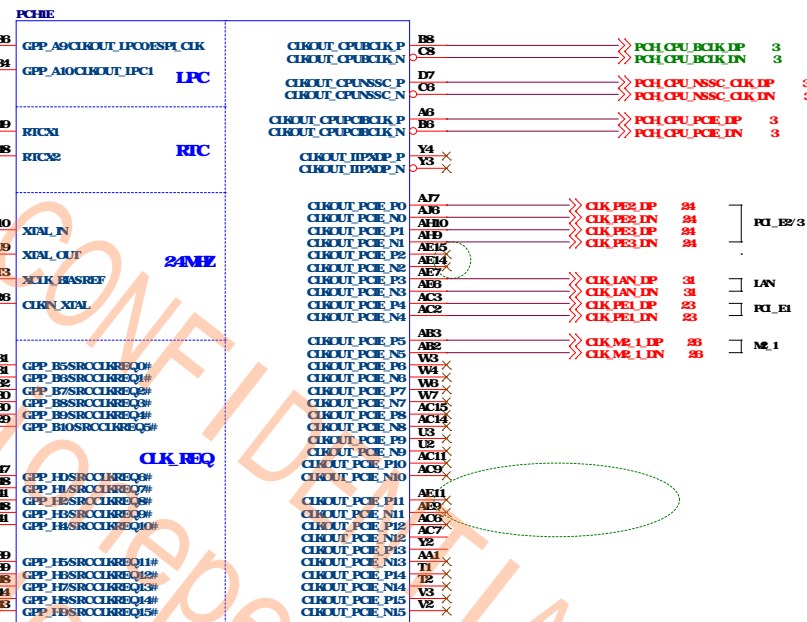 PCHIE
GPP_A9/CLKOUT_LPC0/ESPI_CLK
GPP_A10/CLKOUT_LPC1
LPC
RTCX1
RTCX2
RTC
XTAL_IN
XTAL_OUT
24MHZ
XCLK_BIASREF
CLKIN_XTAL
GPP_B5/SRCCLKREQ0#
GPP_B6/SRCCLKREQ1#
GPP_B7/SRCCLKREQ2#
GPP_B8/SRCCLKREQ3#
GPP_B9/SRCCLKREQ4#
GPP_B10/SRCCLKREQ5#
CLK_REQ
GPP_H0/SRCCLKREQ6#
GPP_H1/SRCCLKREQ7#
GPP_H2/SRCCLKREQ8#
GPP_H3/SRCCLKREQ9#
GPP_H4/SRCCLKREQ10#
GPP_H5/SRCCLKREQ11#
GPP_H6/SRCCLKREQ12#
GPP_H7/SRCCLKREQ13#
GPP_H8/SRCCLKREQ14#
GPP_H9/SRCCLKREQ15#
CLKOUT_CPUBCLK_P B8 PCH_CPU_BCLK_DP 3
CLKOUT_CPUBCLK_N C8 PCH_CPU_BCLK_DN 3
CLKOUT_CPUNSSC_P D7 PCH_CPU_NSSC_CLK_DP 3
CLKOUT_CPUNSSC_N C6 PCH_CPU_NSSC_CLK_DN 3
CLKOUT_CPUPCIBCLK_P A6 PCH_CPU_PCIE_DP 3
CLKOUT_CPUPCIBCLK_N B6 PCH_CPU_PCIE_DN 3
CLKOUT_ITPXDP_P Y4
CLKOUT_ITPXDP_N Y3
CLKOUT_PCIE_P0 AJ7 CLK_PE2_DP 24
CLKOUT_PCIE_N0 AJ6 CLK_PE2_DN 24
CLKOUT_PCIE_P1 AH10 CLK_PE3_DP 24
CLKOUT_PCIE_N1 AH9 CLK_PE3_DN 24
PCI_E2/3
CLKOUT_PCIE_P2 AE15
CLKOUT_PCIE_N2 AE14
CLKOUT_PCIE_P3 AE7 CLK_LAN_DP 31
CLKOUT_PCIE_N3 AE6 CLK_LAN_DN 31
LAN
CLKOUT_PCIE_P4 AC3 CLK_PE1_DP 23
CLKOUT_PCIE_N4 AC2 CLK_PE1_DN 23
PCI_E1
CLKOUT_PCIE_P5 AB3 CLK_M2_1_DP 26
CLKOUT_PCIE_N5 AB2 CLK_M2_1_DN 26
M2_1
CLKOUT_PCIE_P6 W3
CLKOUT_PCIE_N6 W4
CLKOUT_PCIE_P7 W6
CLKOUT_PCIE_N7 W7
CLKOUT_PCIE_P8 AC15
CLKOUT_PCIE_N8 AC14
CLKOUT_PCIE_P9 U3
CLKOUT_PCIE_N9 U2
CLKOUT_PCIE_P10 AC11
CLKOUT_PCIE_N10 AC9
CLKOUT_PCIE_P11 AE11
CLKOUT_PCIE_N11 AE9
CLKOUT_PCIE_P12 AC6
CLKOUT_PCIE_N12 AC7
CLKOUT_PCIE_P13 Y2
CLKOUT_PCIE_N13 AA1
CLKOUT_PCIE_P14 T1
CLKOUT_PCIE_N14 T2
CLKOUT_PCIE_P15 V3
CLKOUT_PCIE_N15 V2
CONFIDENTIA